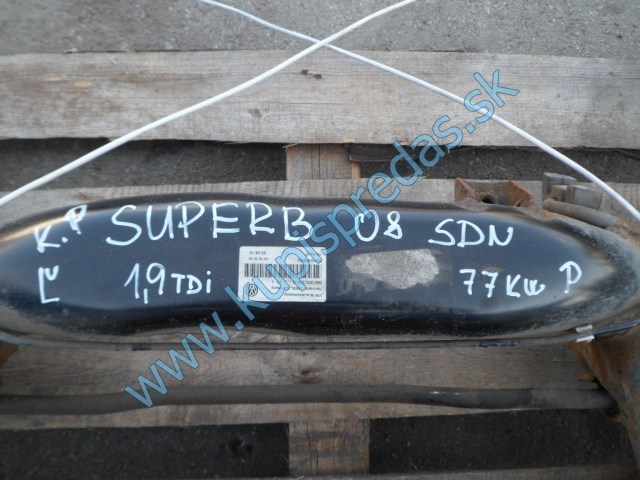 K.P SUPERB 08 SDN
Ľ 1,9 TDi 77 KW P
www.kupispredas.sk